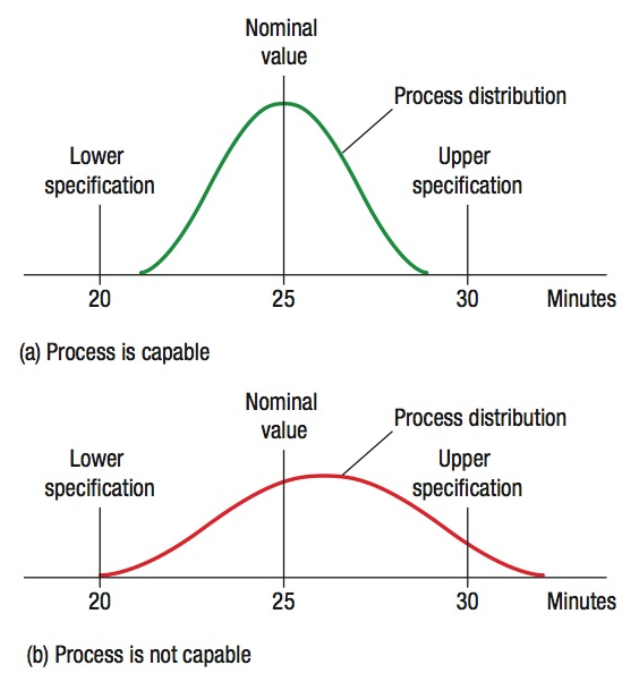 Nominal
value
Process distribution
Lower
specification
Upper
specification
20
25
30
Minutes
(a) Process is capable
Nominal
value
Process distribution
Lower
specification
Upper
specification
20
25
30
Minutes
(b) Process is not capable